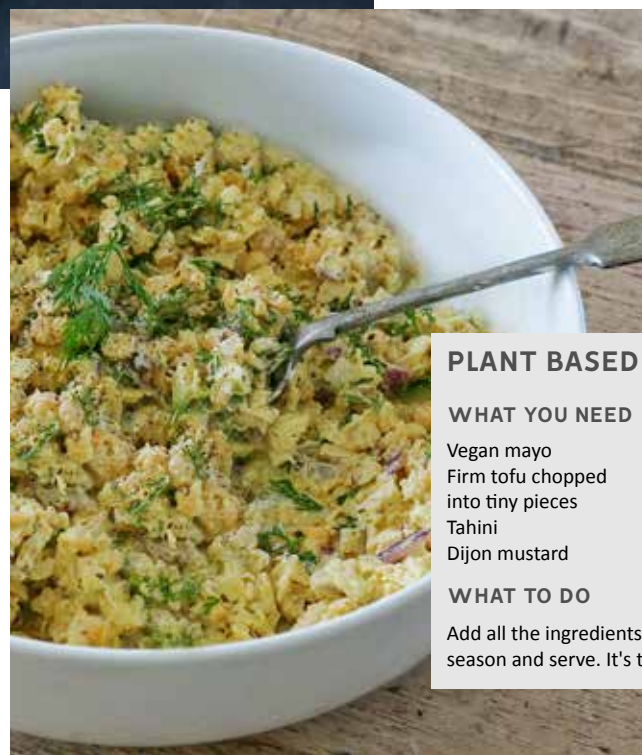 PLANT BASED
WHAT YOU NEED
Vegan mayo
Firm tofu chopped
into tiny pieces
Tahini
Dijon mustard
WHAT TO DO
Add all the ingredients
season and serve. It's t